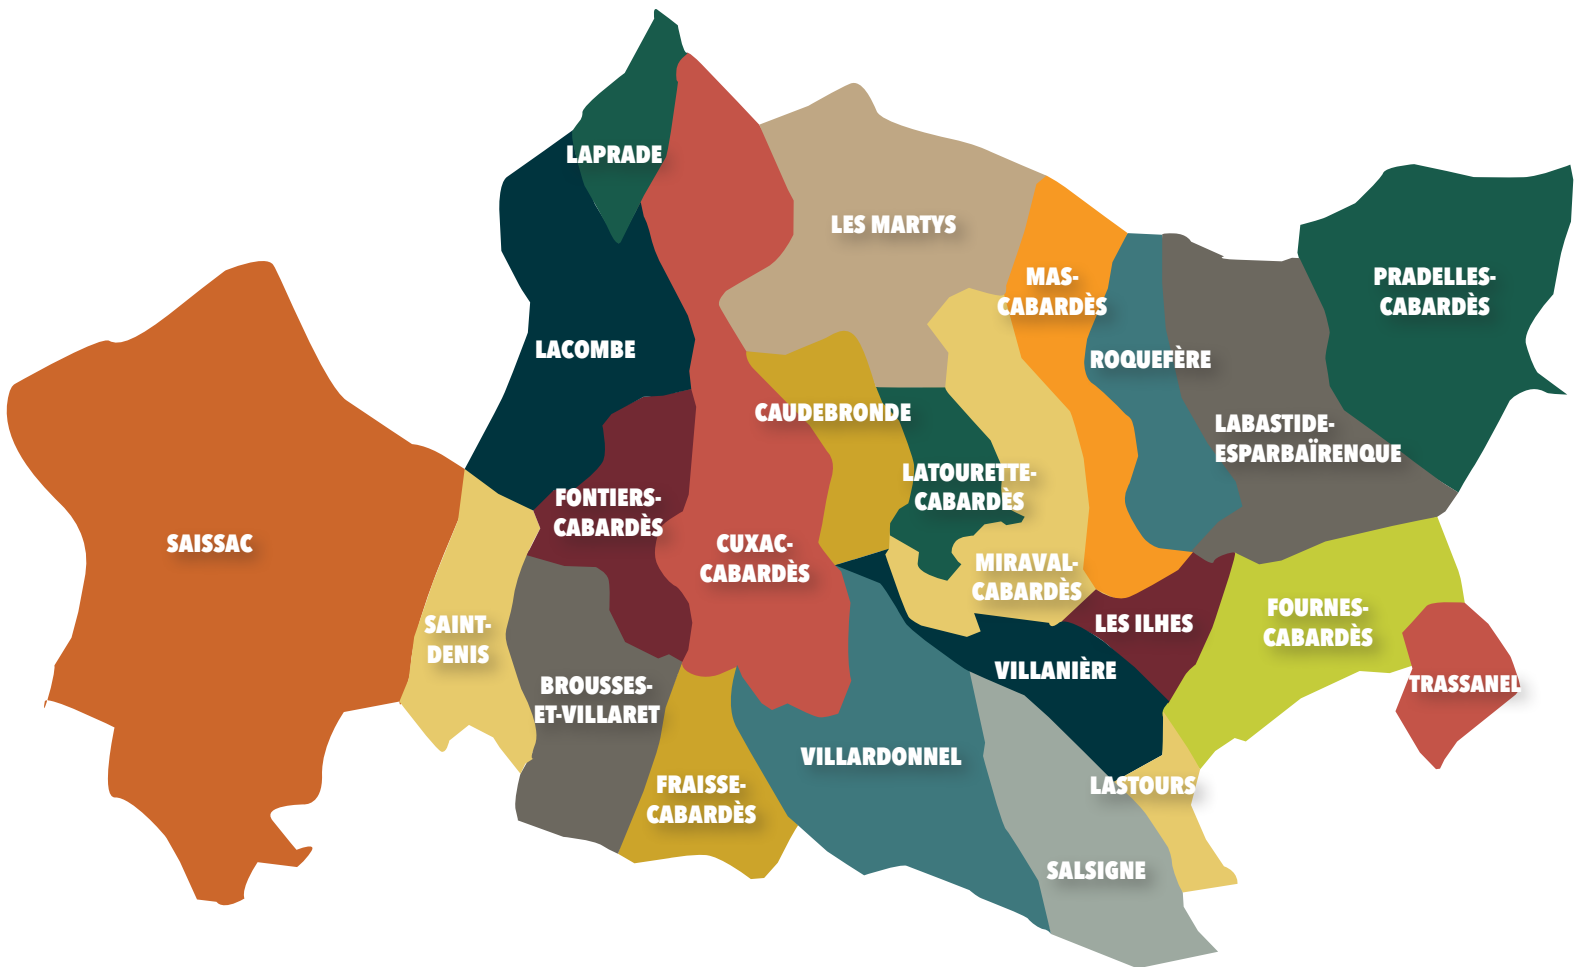 LAPRADE
LES MARTYS
MAS-
CABARDÈS
PRADELLES-
CABARDÈS
LACOMBE
ROQUEFÈRE
CAUDEBRONDE
LABASTIDE-
ESPARBAÏRENQUE
LATOURETTE-
CABARDÈS
FONTIERS-
CABARDÈS
SAISSAC
CUXAC-
CABARDÈS
MIRAVAL-
CABARDÈS
SAINT-
DENIS
LES ILHES
FOURNES-
CABARDÈS
VILLANIÈRE
TRASSANEL
BROUSSES-
ET-VILLARET
VILLARDONNEL
FRAISSE-
CABARDÈS
LASTOURS
SALSIGNE